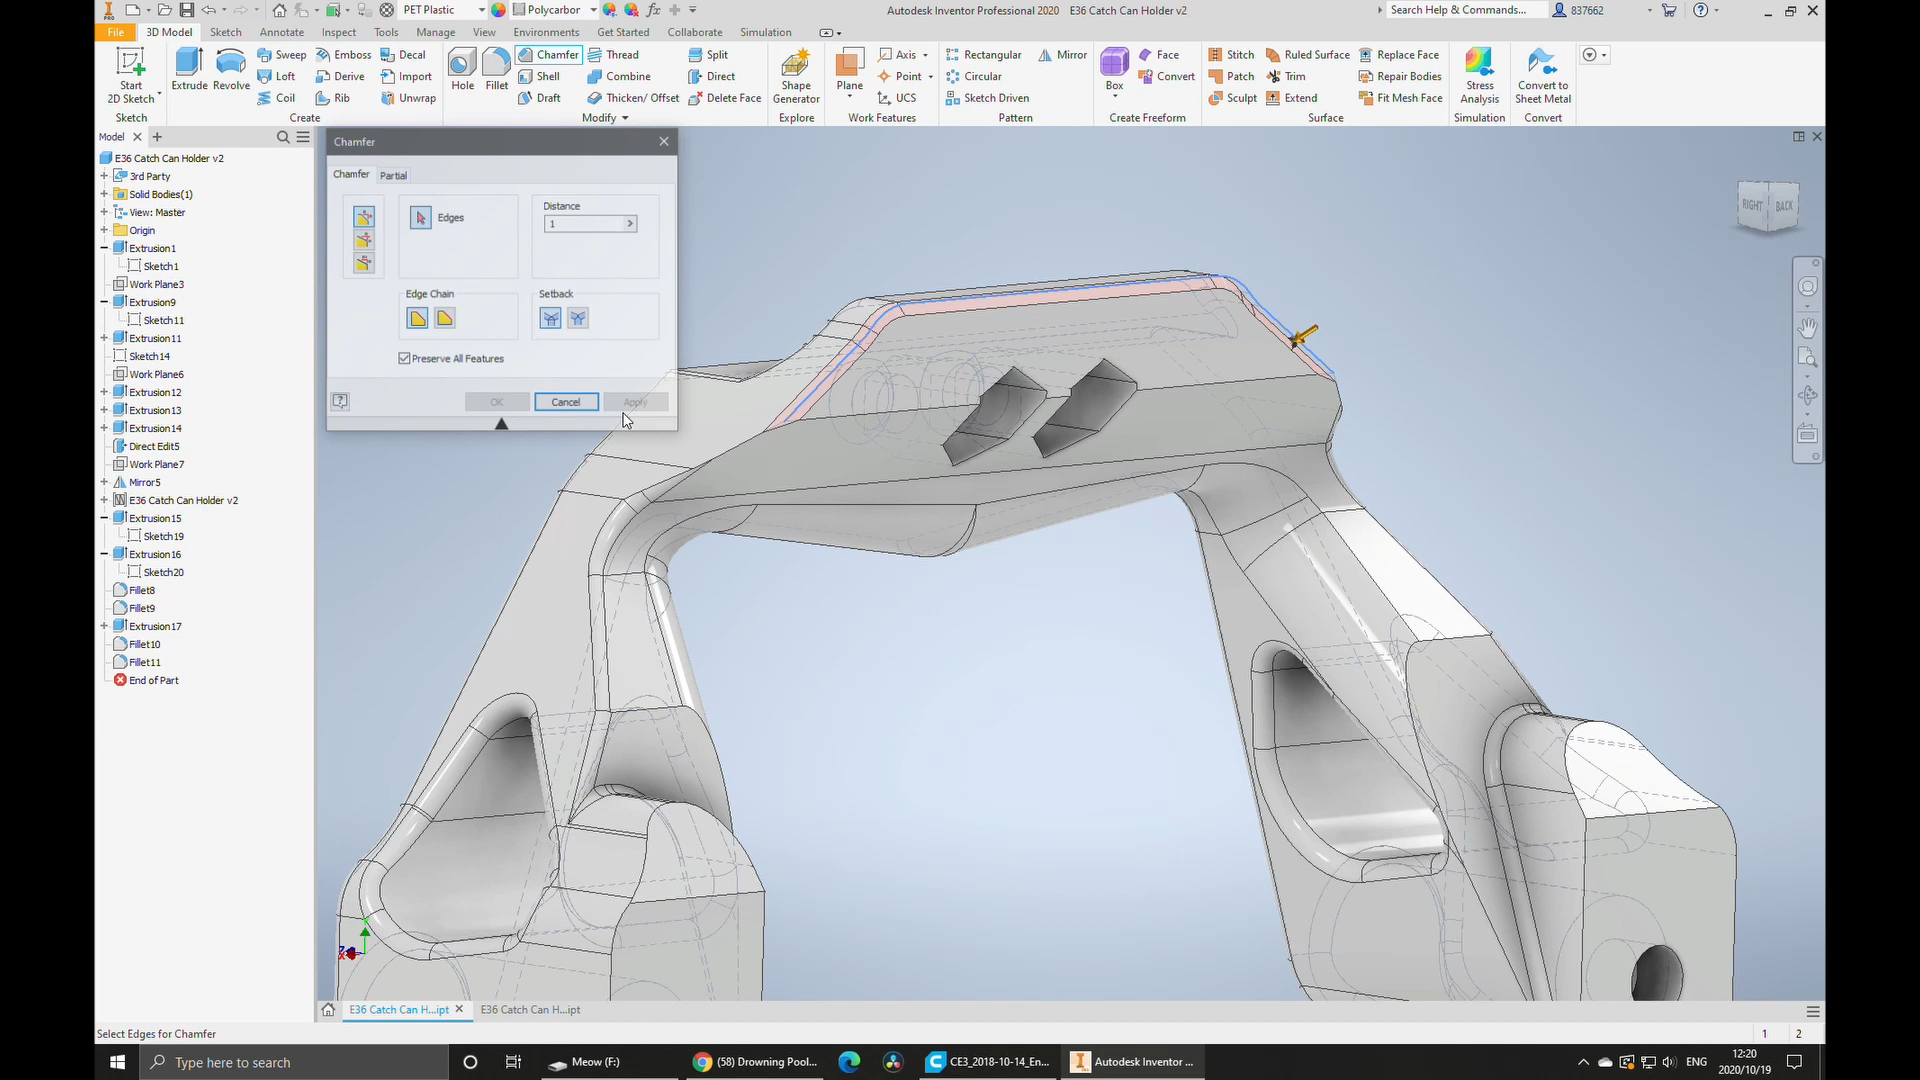 PRO
PET Plastic
Polycarbor
fx
Autodesk Inventor Professional 2020 E36 Catch Can Holder v2
Search Help & Commands...
837662
File 3D Model Sketch Annotate Inspect Tools Manage View Environments Get Started Collaborate Simulation
Start 2D Sketch
Extrude
Revolve
Sweep Emboss Decal
Loft Derive Import
Coil Rib Unwrap
Hole
Fillet
Chamfer Thread Split
Shell Combine Direct
Draft Thicken/ Offset Delete Face
Shape Generator
Plane
Axis
Point
UCS
Rectangular Mirror
Circular
Sketch Driven
Box
Face
Convert
Stitch Ruled Surface Replace Face
Patch Trim Repair Bodies
Sculpt Extend Fit Mesh Face
Stress Analysis
Convert to Sheet Metal
Sketch Create Modify Explore Work Features Pattern Create Freeform Surface Simulation Convert
Model
E36 Catch Can Holder v2
3rd Party
Solid Bodies(1)
View: Master
Origin
Extrusion1
Sketch1
Work Plane3
Extrusion9
Sketch11
Extrusion11
Sketch14
Work Plane6
Extrusion12
Extrusion13
Extrusion14
Direct Edit5
Work Plane7
Mirror5
E36 Catch Can Holder v2
Extrusion15
Sketch19
Extrusion16
Sketch20
Fillet8
Fillet9
Extrusion17
Fillet10
Fillet11
End of Part
Chamfer
Chamfer Partial
Edges
Distance
1
Edge Chain
Setback
Preserve All Features
OK Cancel Apply
RIGHT BACK
Z
X
E36 Catch Can H...ipt
E36 Catch Can H...ipt
Select Edges for Chamfer
1 2
Type here to search
Meow (F:)
(58) Drowning Pool...
CE3_2018-10-14_En...
Autodesk Inventor ...
ENG
12:20
2020/10/19